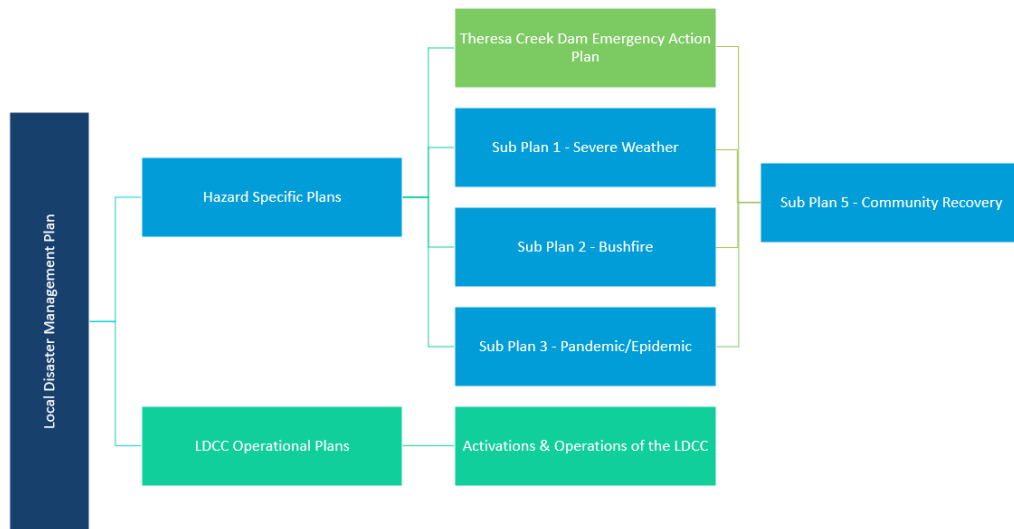 Local Disaster Management Plan
Hazard Specific Plans
LDCC Operational Plans
Theresa Creek Dam Emergency Action
Plan
Sub Plan 1 - Severe Weather
Sub Plan 2 - Bushfire
Sub Plan 3 - Pandemic/Epidemic
Activations & Operations of the LDCC
Sub Plan 5 - Community Recovery